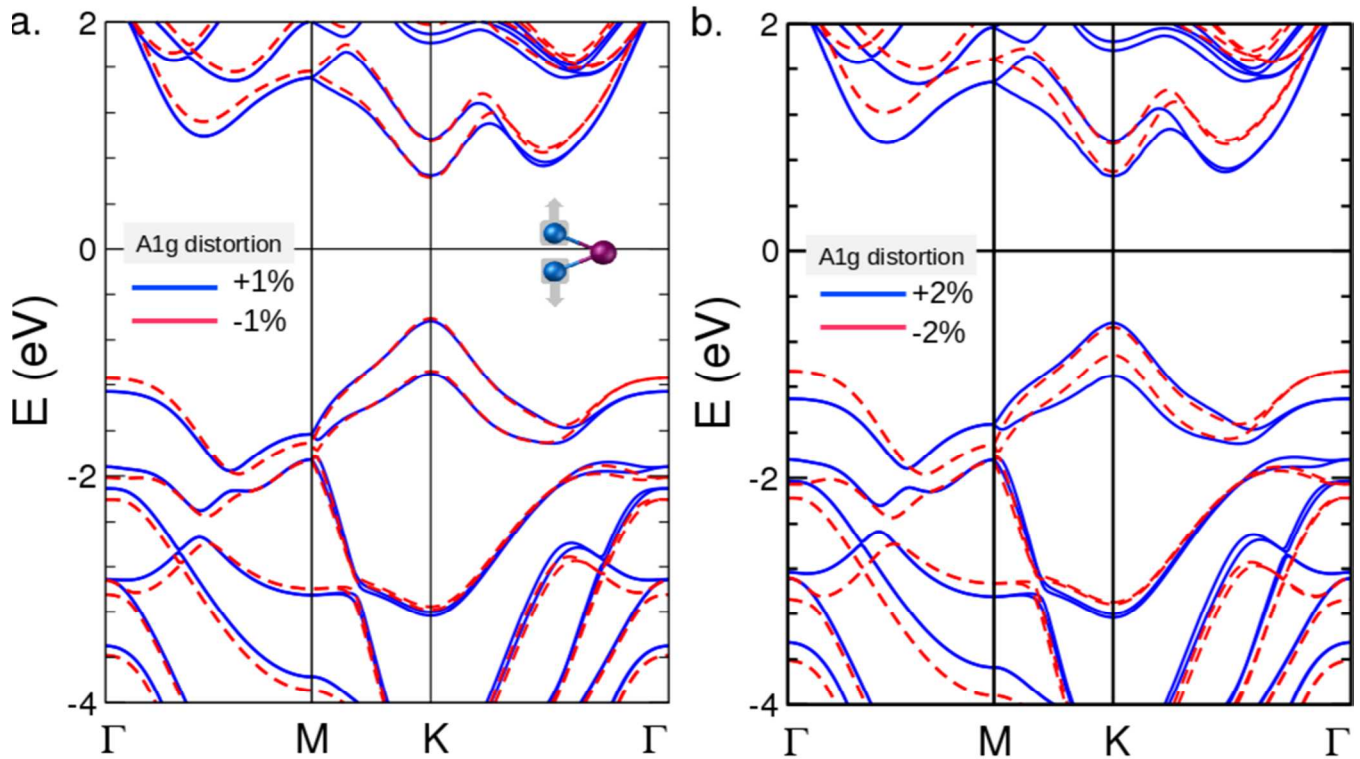 a.
E (eV)
2
0
-2
-4
A1g distortion
+1%
-1%
Γ M K Γ
b.
E (eV)
2
0
-2
-4
A1g distortion
+2%
-2%
Γ M K Γ